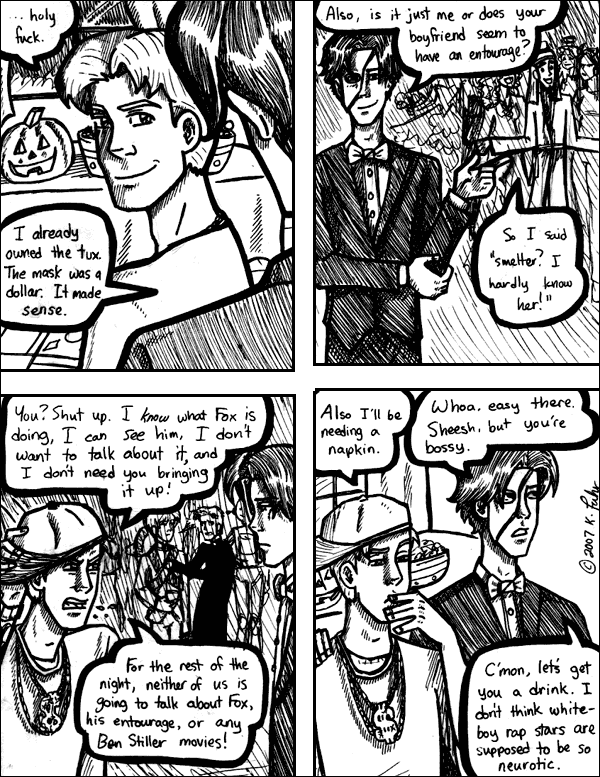 ... holy
fuck.
I already
owned the tux.
The mask was a
dollar. It made
sense.
Also, is it just me or does your
boyfriend seem to
have an entourage?
So I said
"smelter? I
hardly know
her!"
You? Shut up. I know what Fox is
doing, I can see him, I don't
want to talk about it, and
I don't need you bringing
it up!
For the rest of the
night, neither of us is
going to talk about Fox,
his entourage, or any
Ben Stiller movies!
Also I'll be
needing a
napkin.
Whoa, easy there.
Sheesh, but you're
bossy.
C'mon, let's get
you a drink. I
don't think white-
boy rap stars are
supposed to be so
neurotic.
© 2007 K.